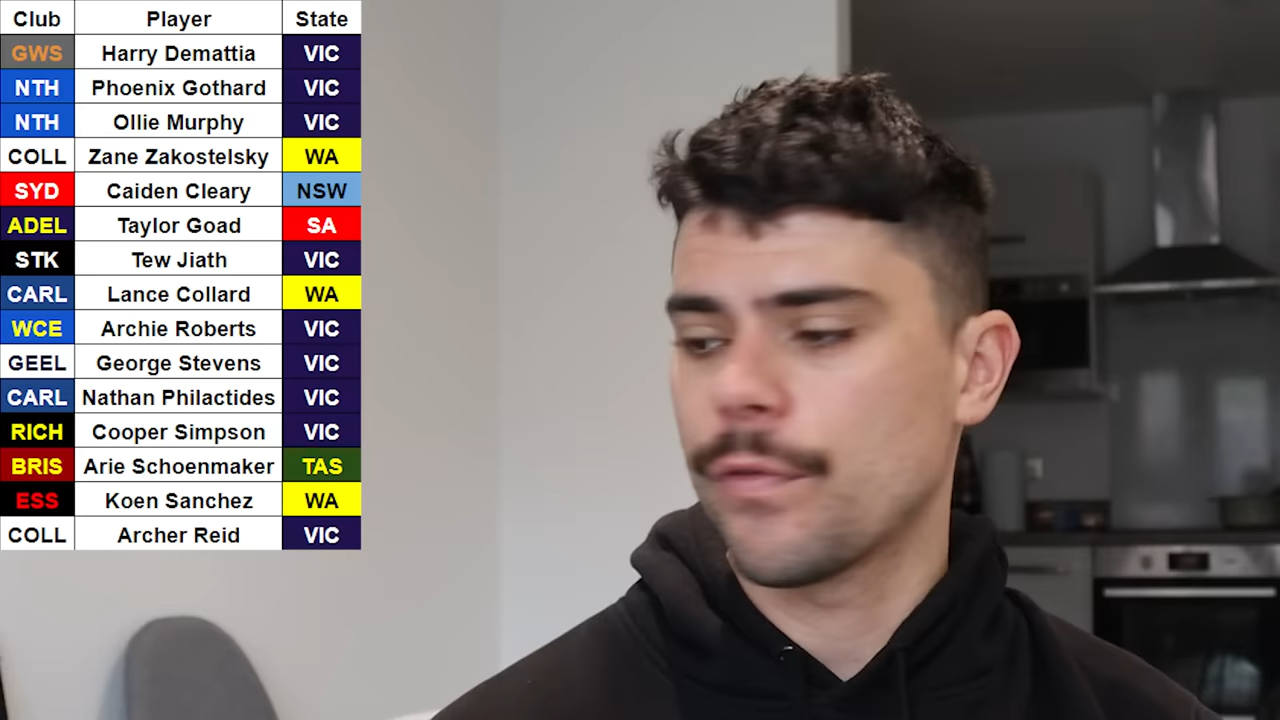 Club Player State
GWS Harry Demattia VIC
NTH Phoenix Gothard VIC
NTH Ollie Murphy VIC
COLL Zane Zakostelsky WA
SYD Caiden Cleary NSW
ADEL Taylor Goad SA
STK Tew Jiath VIC
CARL Lance Collard WA
WCE Archie Roberts VIC
GEEL George Stevens VIC
CARL Nathan Philactides VIC
RICH Cooper Simpson VIC
BRIS Arie Schoenmaker TAS
ESS Koen Sanchez WA
COLL Archer Reid VIC